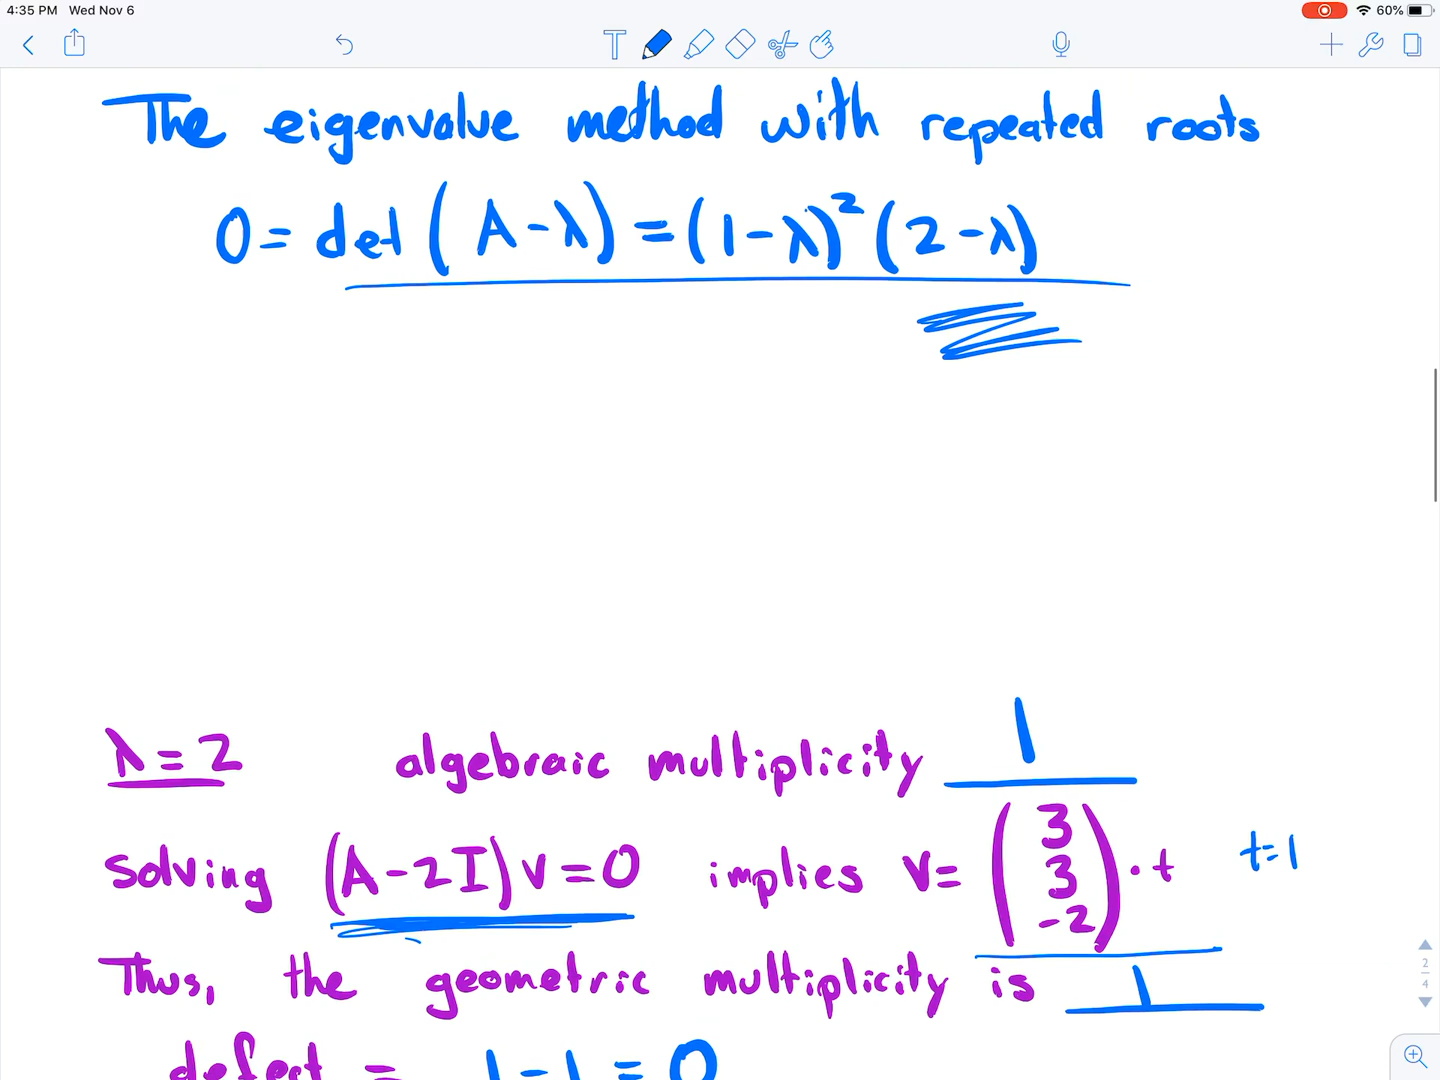 4:35 PM Wed Nov 6
60%
T
The eigenvalue method with repeated roots
0 = det (A - λ) = (1 - λ)² (2 - λ)
λ = 2 algebraic multiplicity 1
solving (A - 2I) v = 0 implies v = (3 3 -2) · t t = 1
Thus, the geometric multiplicity is 1
defect = 1 - 1 = 0
2
4